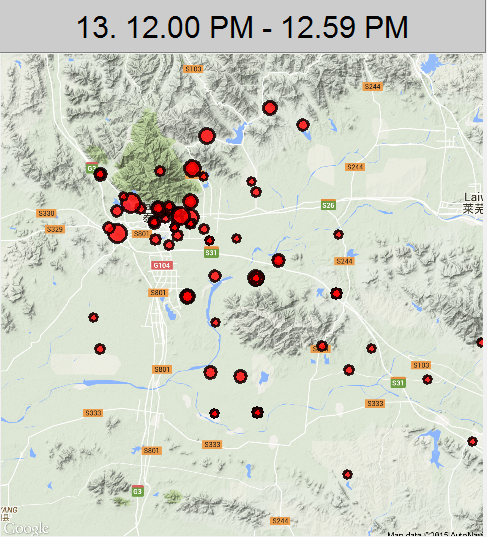 13. 12.00 PM - 12.59 PM
S103
S244
S244
Laiw
莱芜
S26
S330
S329
S801
S31
G104
S244
S801
S801
S103
S31
S333
S333
S333
S801
G3
S244
YANG
县
Google
Map data ©2015 AutoNavi